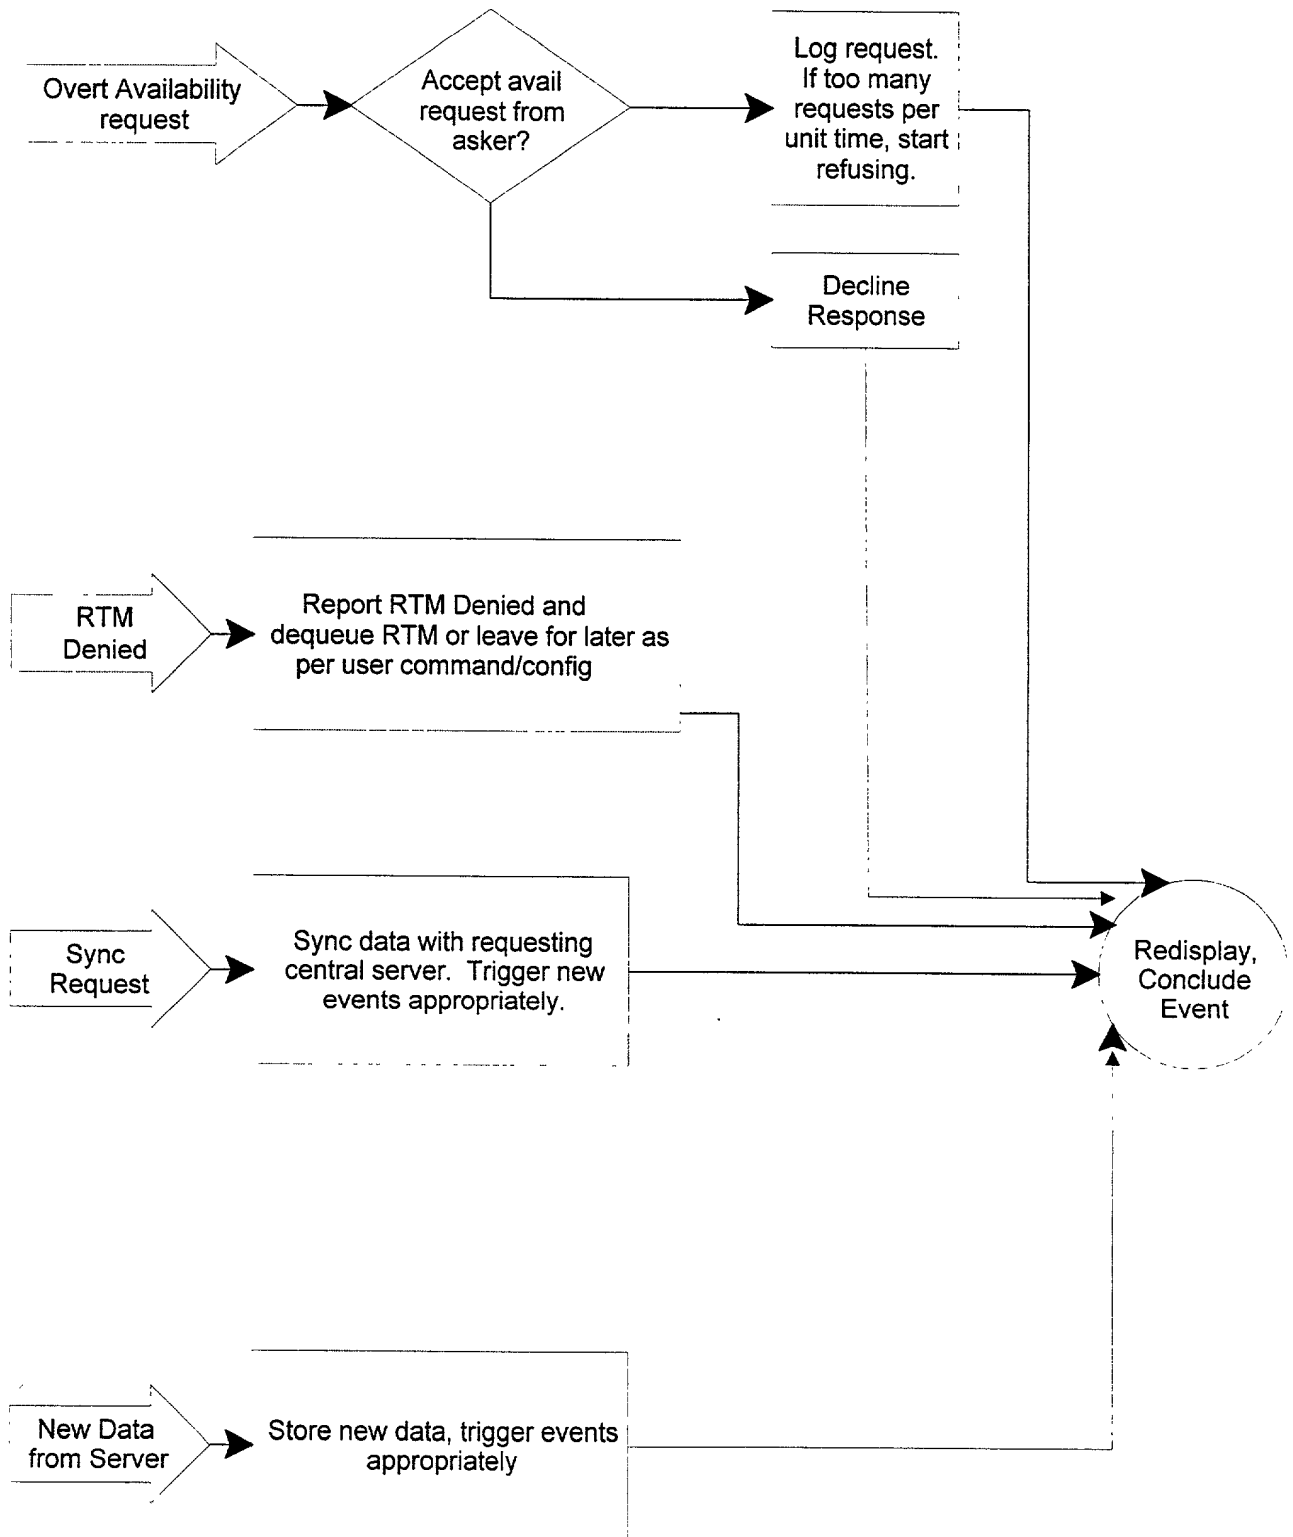 Overt Availability
request
Accept avail
request from
asker?
Log request.
If too many
requests per
unit time, start
refusing.
Decline
Response
RTM
Denied
Report RTM Denied and
dequeue RTM or leave for later as
per user command/config
Sync
Request
Sync data with requesting
central server.  Trigger new
events appropriately.
Redisplay,
Conclude
Event
New Data
from Server
Store new data, trigger events
appropriately